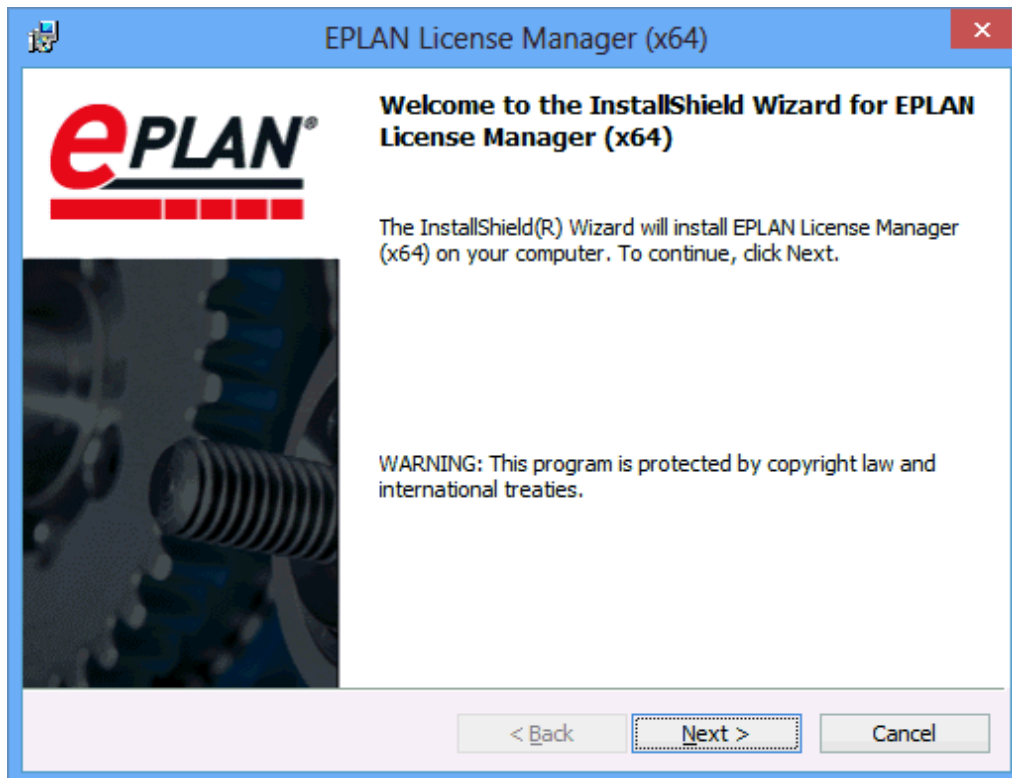 EPLAN License Manager (x64)
ePLAN®
Welcome to the InstallShield Wizard for EPLAN
License Manager (x64)
The InstallShield(R) Wizard will install EPLAN License Manager
(x64) on your computer. To continue, click Next.
WARNING: This program is protected by copyright law and
international treaties.
< Back
Next >
Cancel